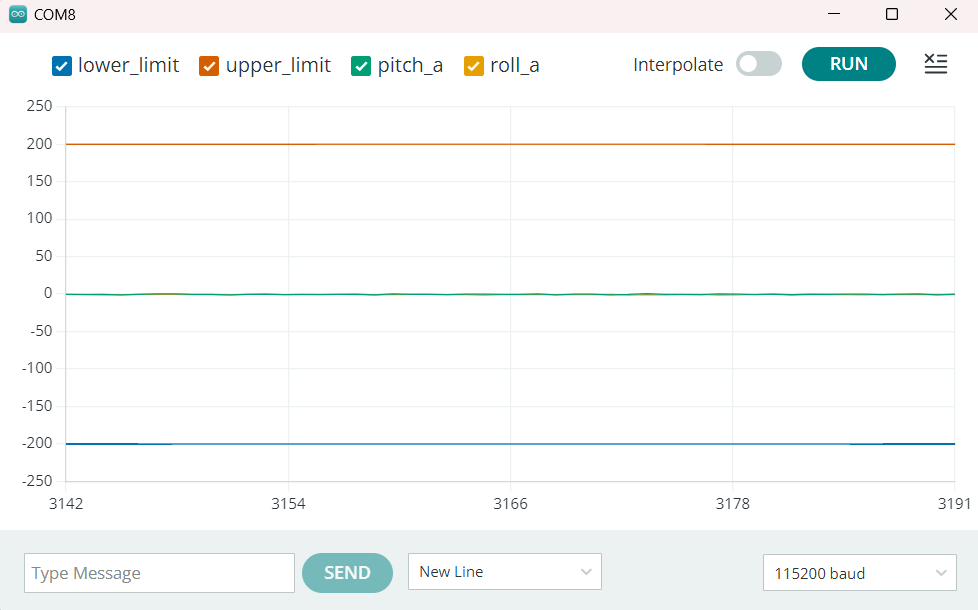 COM8
lower_limit upper_limit pitch_a roll_a Interpolate RUN
250
200
150
100
50
0
-50
-100
-150
-200
-250
3142 3154 3166 3178 3191
Type Message SEND New Line 115200 baud